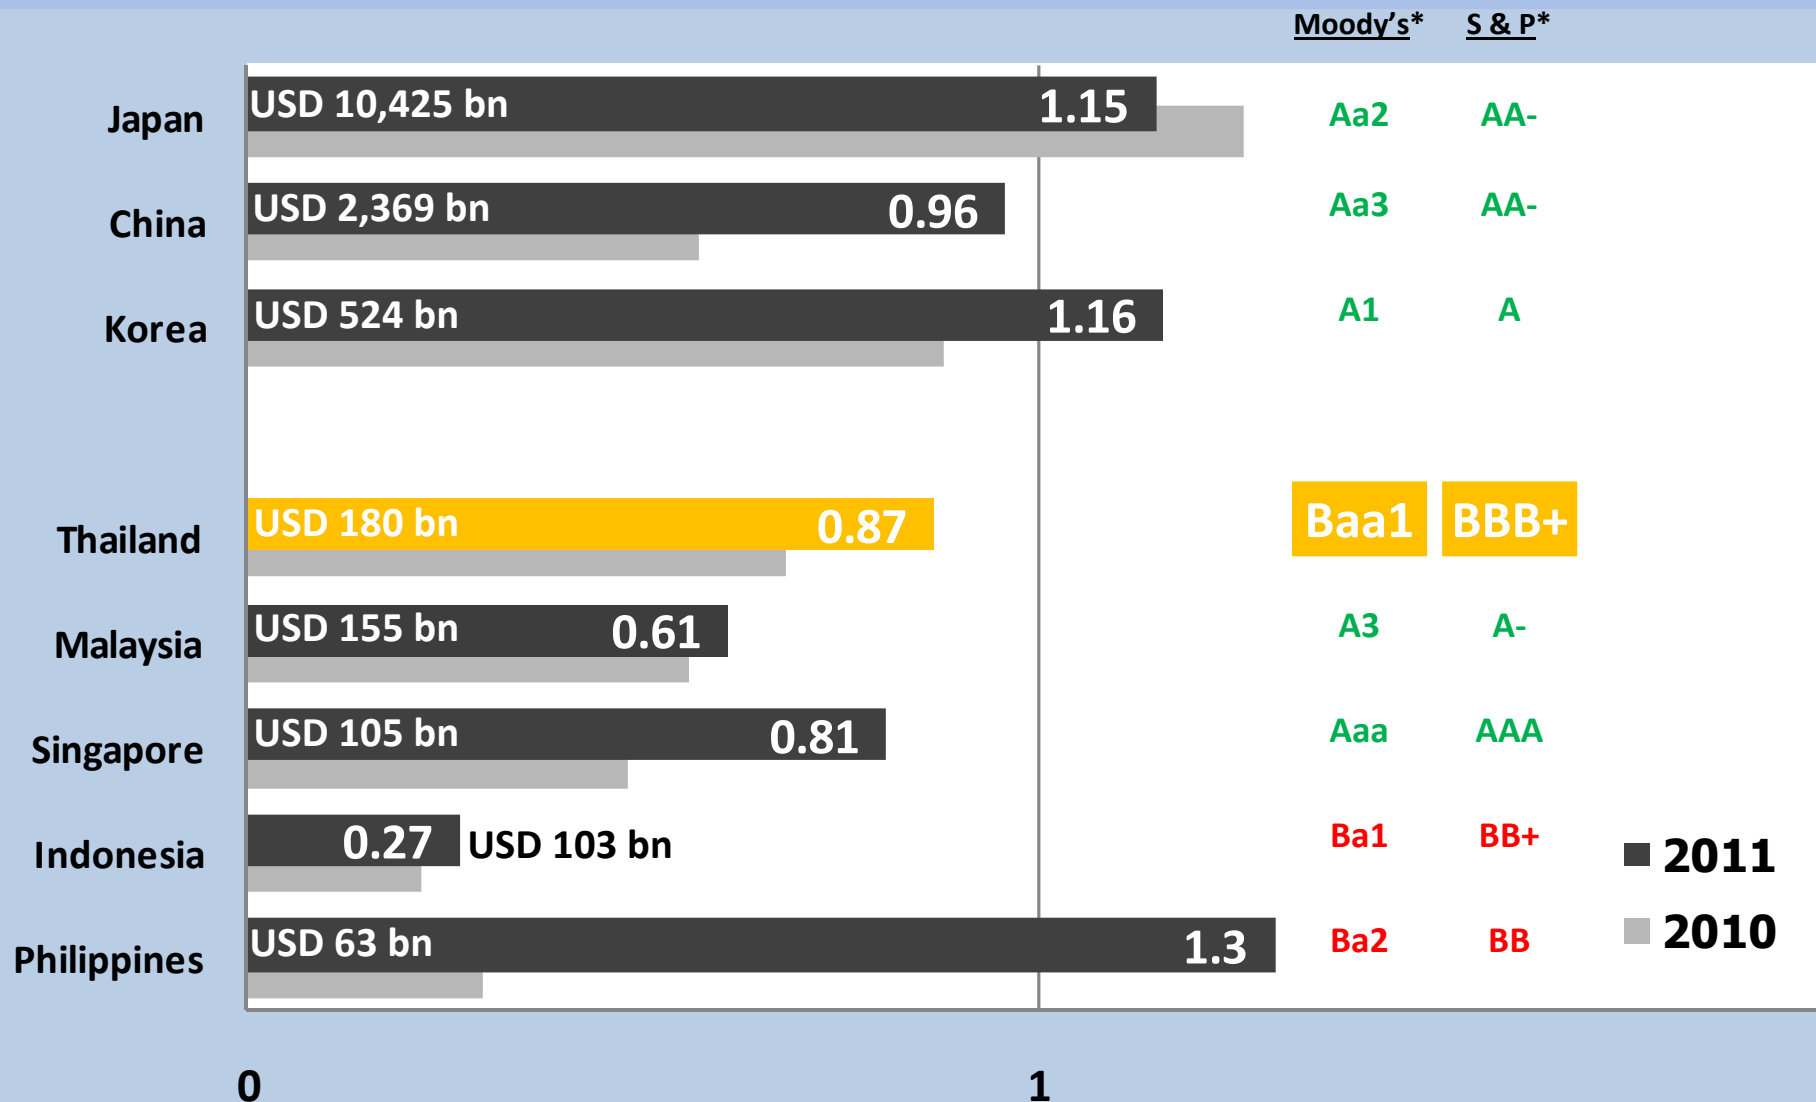 Moody's* S & P*
Japan USD 10,425 bn 1.15 Aa2 AA-
China USD 2,369 bn 0.96 Aa3 AA-
Korea USD 524 bn 1.16 A1 A
Thailand USD 180 bn 0.87 Baa1 BBB+
Malaysia USD 155 bn 0.61 A3 A-
Singapore USD 105 bn 0.81 Aaa AAA
Indonesia 0.27 USD 103 bn Ba1 BB+
2011
Philippines USD 63 bn 1.3 Ba2 BB
2010
0 1